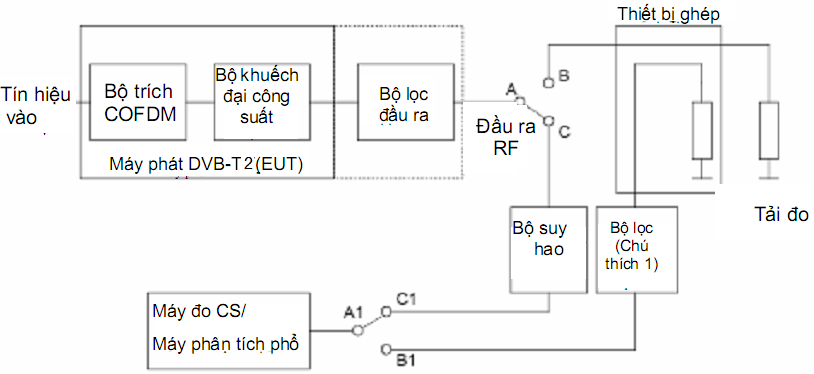 Thiết bị ghép
Tín hiệu
vào
Bộ trích
COFDM
Bộ khuếch
đại công
suất
Bộ lọc
đầu ra
A
B
C
Đầu ra
RF
Máy phát DVB-T2(EUT)
Tải đo
Bộ suy
hao
Bộ lọc
(Chú
thích 1)
Máy đo CS/
Máy phân tích phổ
A1
C1
B1